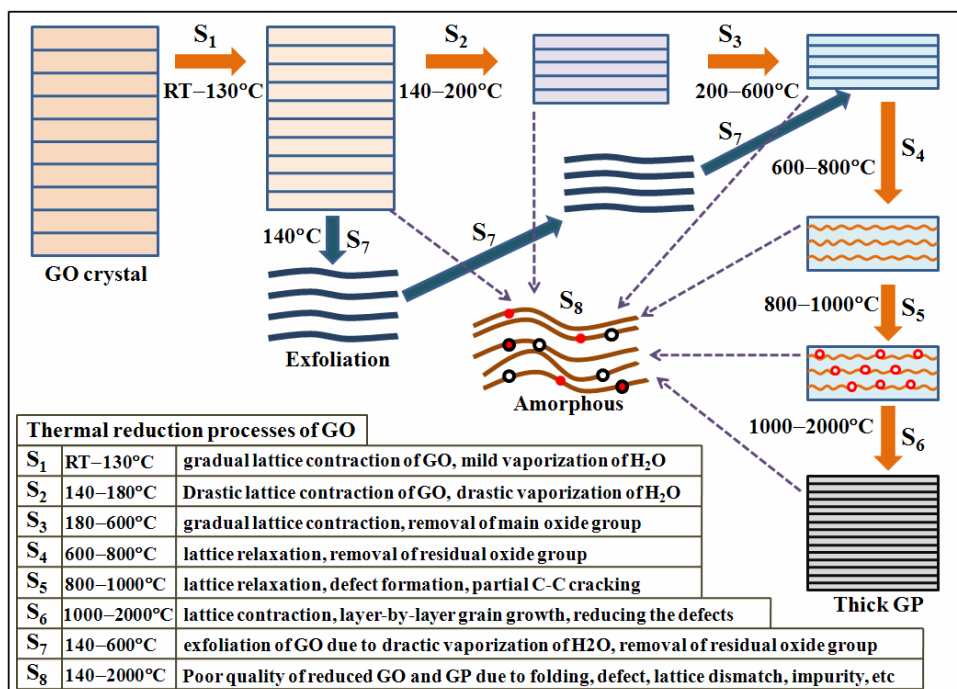 S1
S2
S3
RT–130°C
140–200°C
200–600°C
S7
600–800°C
S4
140°C
S7
S7
GO crystal
S8
800–1000°C
S5
Exfoliation
Amorphous
1000–2000°C
S6
Thick GP
Thermal reduction processes of GO
S1 RT–130°C gradual lattice contraction of GO, mild vaporization of H2O
S2 140–180°C Drastic lattice contraction of GO, drastic vaporization of H2O
S3 180–600°C gradual lattice contraction, removal of main oxide group
S4 600–800°C lattice relaxation, removal of residual oxide group
S5 800–1000°C lattice relaxation, defect formation, partial C-C cracking
S6 1000–2000°C lattice contraction, layer-by-layer grain growth, reducing the defects
S7 140–600°C exfoliation of GO due to dractic vaporization of H2O, removal of residual oxide group
S8 140–2000°C Poor quality of reduced GO and GP due to folding, defect, lattice dismatch, impurity, etc